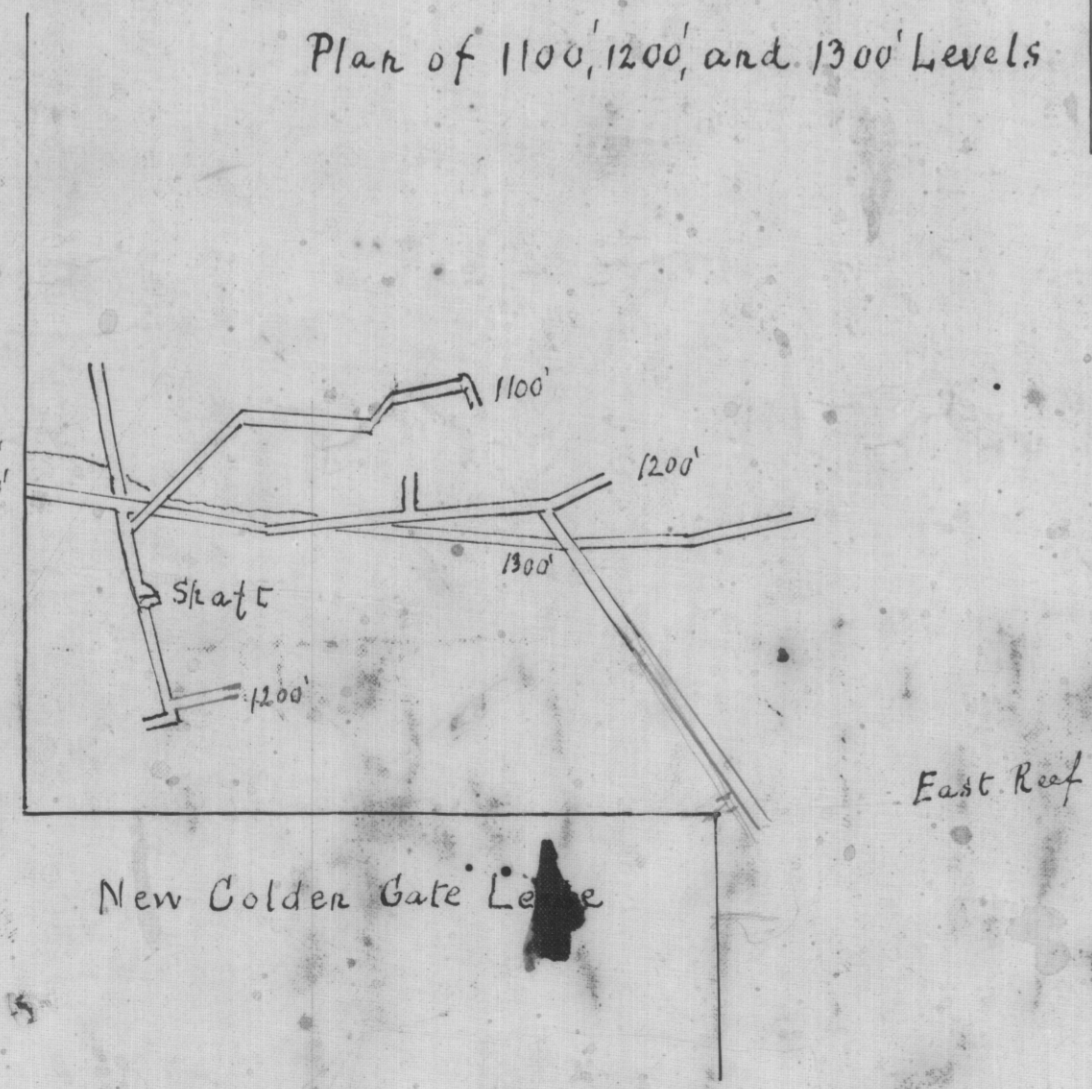 Plan of 1100', 1200', and 1300' Levels
1100'
1200'
1300'
Shaft
1200'
East Reef
New Golden Gate